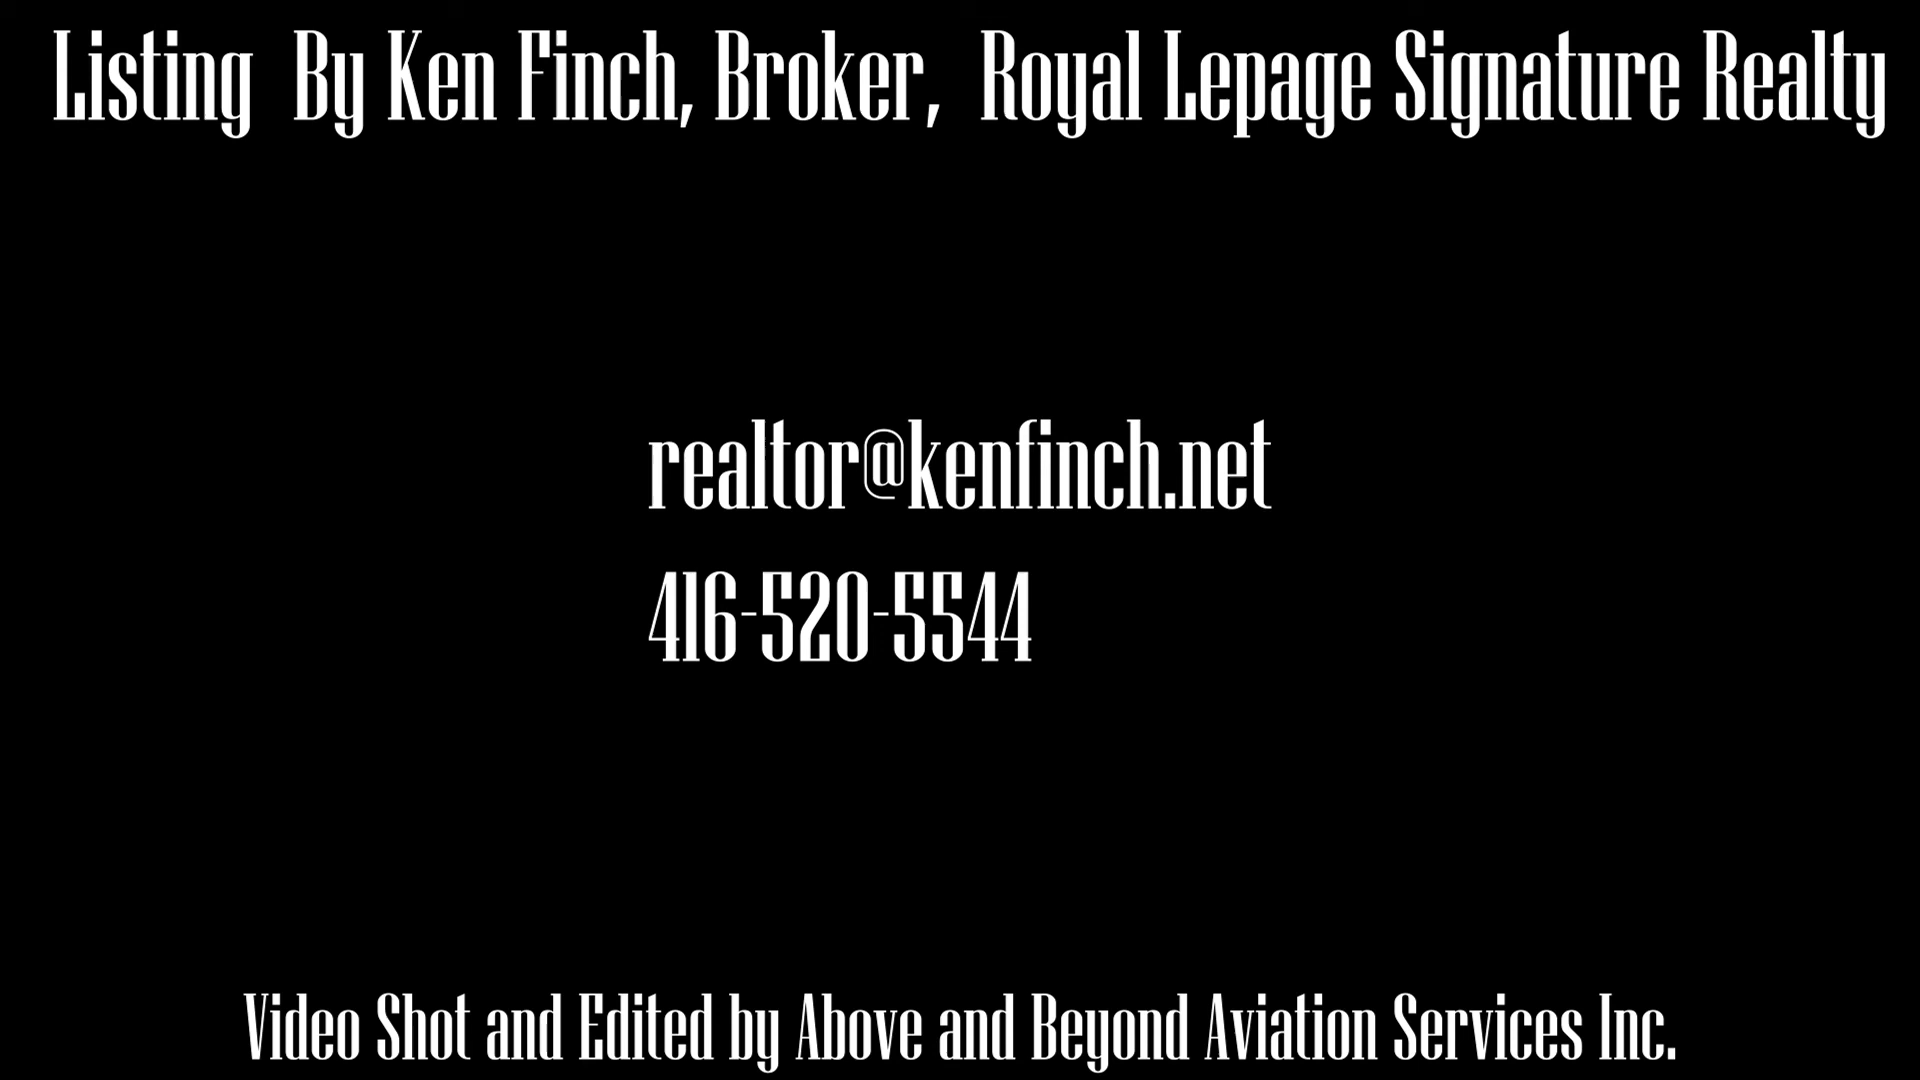 Listing By Ken Finch, Broker, Royal Lepage Signature Realty
realtor@kenfinch.net
416-520-5544
Video Shot and Edited by Above and Beyond Aviation Services Inc.